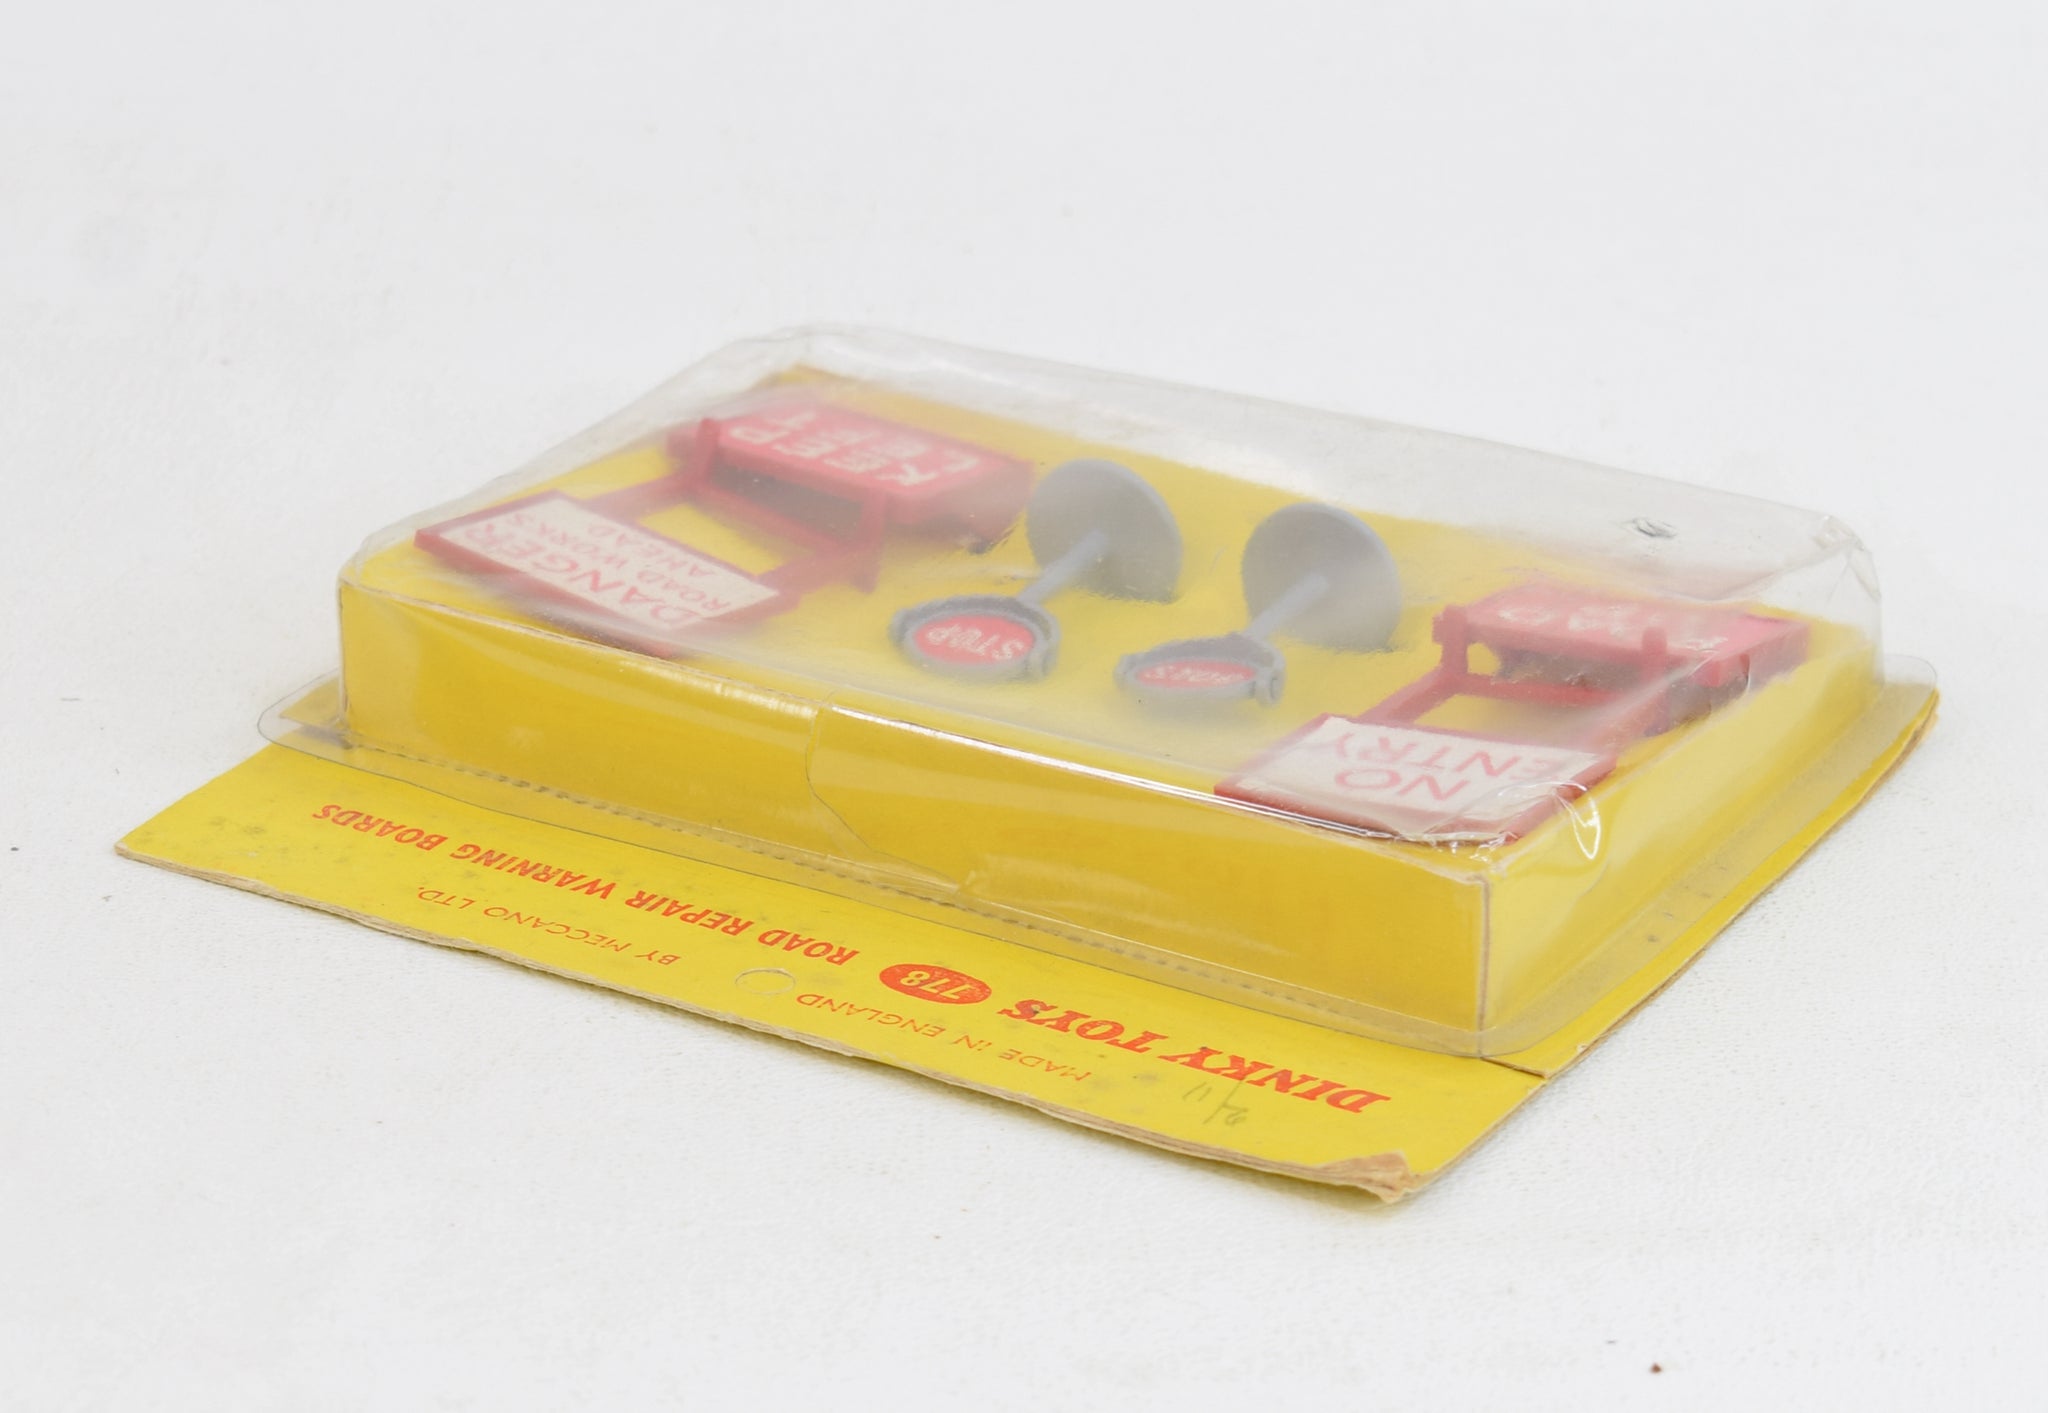 KEEP
LEFT
DANGER
ROAD WORKS
AHEAD
STOP
NO
ENTRY
ROAD
DINKY TOYS 778 ROAD REPAIR WARNING BOARDS
MADE IN ENGLAND
BY MECCANO LTD.